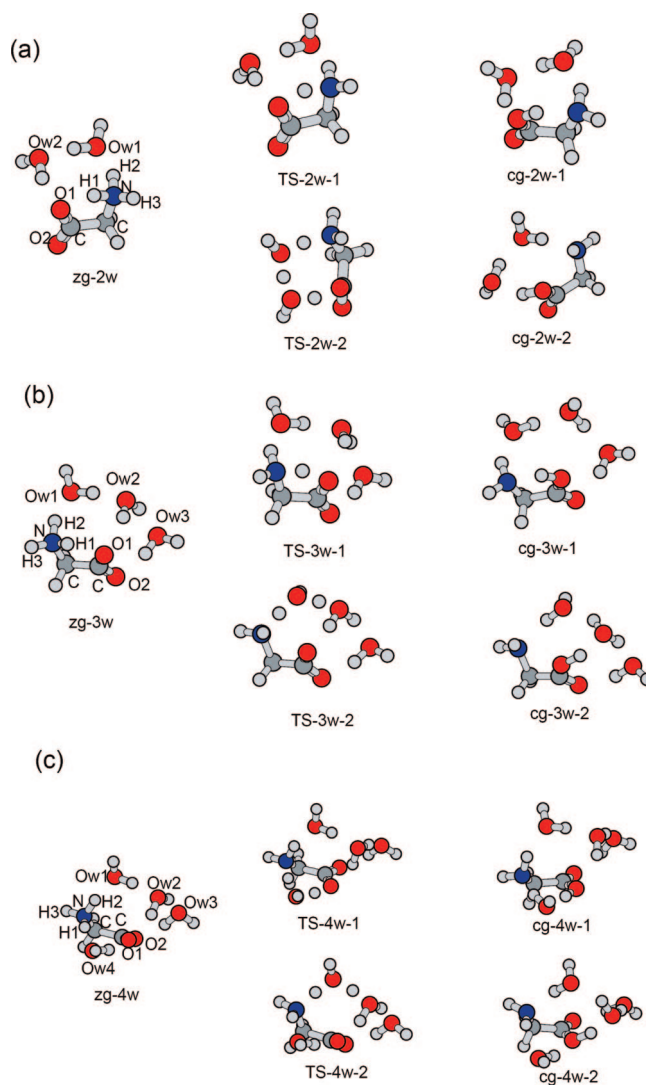 (a)
Ow2
Ow1
H2
H1
N
O1
H3
O2
C
C
zg-2w
TS-2w-1
cg-2w-1
TS-2w-2
cg-2w-2
(b)
Ow1
Ow2
Ow3
N
H2
H1
O1
H3
C
C
O2
zg-3w
TS-3w-1
cg-3w-1
TS-3w-2
cg-3w-2
(c)
Ow1
Ow2
Ow3
N
H2
H3
C
C
H1
O2
O1
Ow4
zg-4w
TS-4w-1
cg-4w-1
TS-4w-2
cg-4w-2